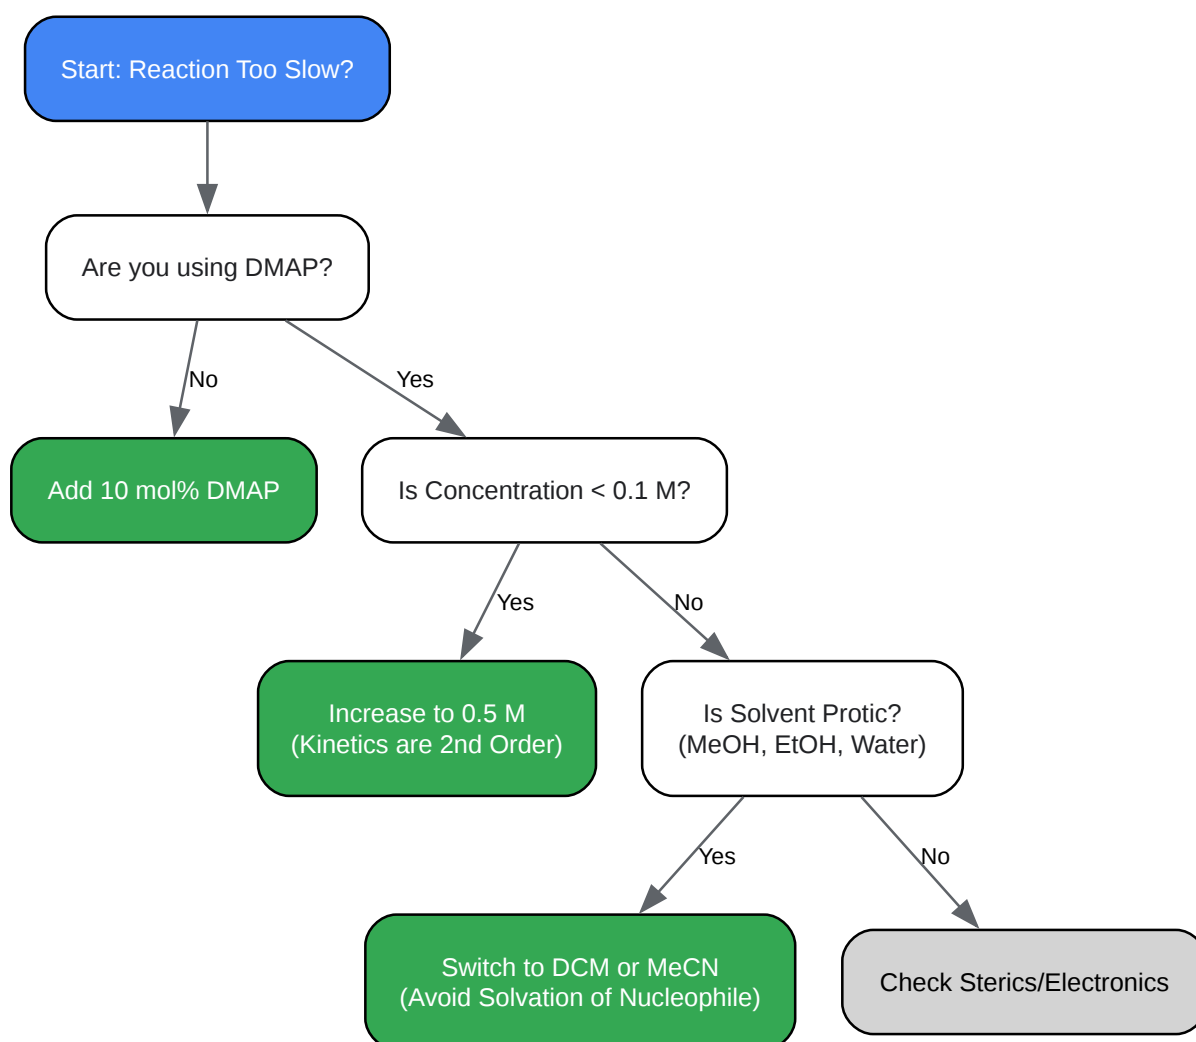 Start: Reaction Too Slow?
Are you using DMAP?
No
Yes
Add 10 mol% DMAP
Is Concentration < 0.1 M?
Yes
No
Increase to 0.5 M
(Kinetics are 2nd Order)
Is Solvent Protic?
(MeOH, EtOH, Water)
Yes
No
Switch to DCM or MeCN
(Avoid Solvation of Nucleophile)
Check Sterics/Electronics